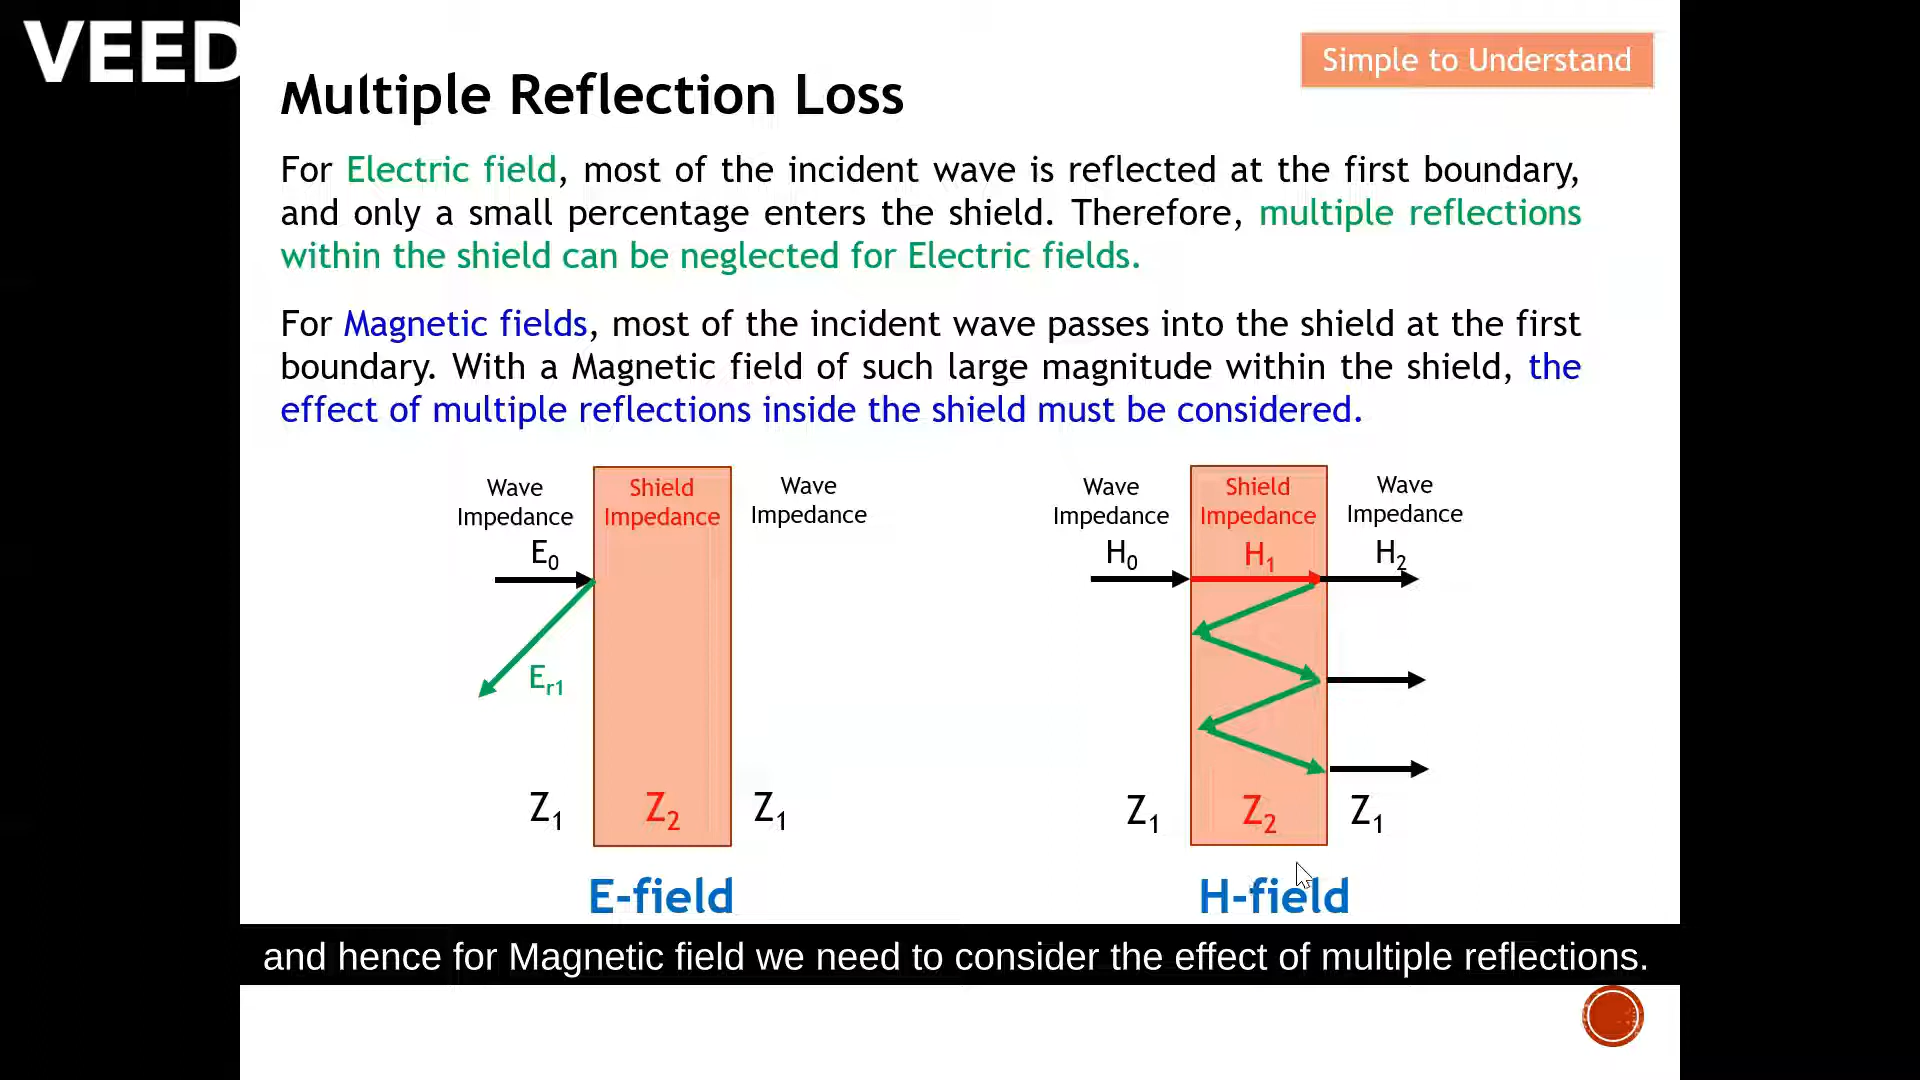 VEED
Simple to Understand
Multiple Reflection Loss
For Electric field, most of the incident wave is reflected at the first boundary,
and only a small percentage enters the shield. Therefore, multiple reflections
within the shield can be neglected for Electric fields.
For Magnetic fields, most of the incident wave passes into the shield at the first
boundary. With a Magnetic field of such large magnitude within the shield, the
effect of multiple reflections inside the shield must be considered.
Wave
Impedance
Shield
Impedance
Wave
Impedance
E0
Er1
Z1
Z2
Z1
E-field
Wave
Impedance
Shield
Impedance
Wave
Impedance
H0
H1
H2
Z1
Z2
Z1
H-field
and hence for Magnetic field we need to consider the effect of multiple reflections.